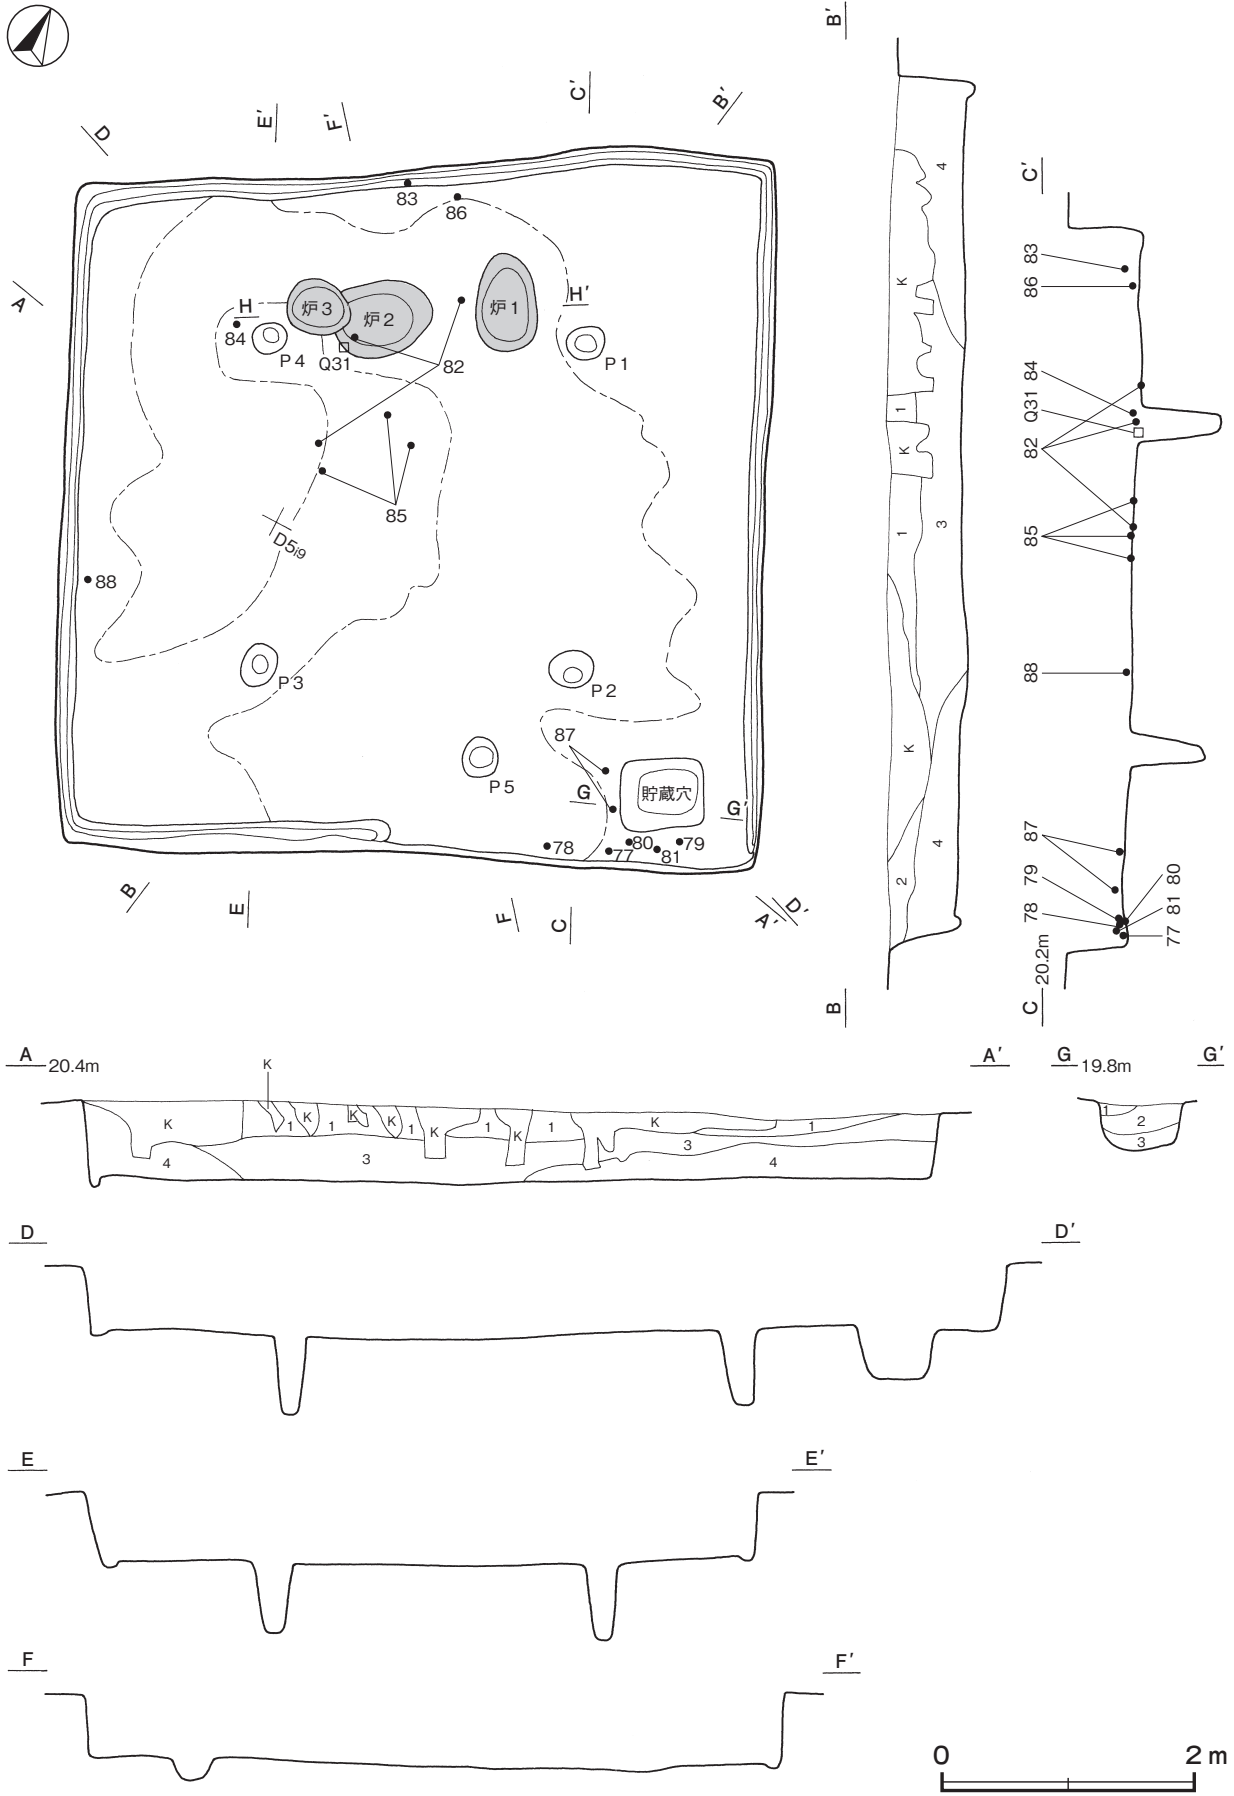 B′
C′
B′
E′
F′
D
C′
83
86
4
83
86
A
H
炉3
炉2
炉1
H′
K
84
P4
Q31
82
P1
84
Q31
82
1
K
85
D5i9
1
3
85
88
P3
P2
88
87
K
P5
G
貯蔵穴
G′
78
77
80
81
79
4
2
87
79
78
80
81
77
B
E
F
C
A′
D′
B
C 20.2m
A 20.4m
K
A′
G 19.8m
G′
K
1
K
1
K
K
1
K
1
K
1
K
1
4
3
3
4
1
2
3
D
D′
E
E′
F
F′
0
2m